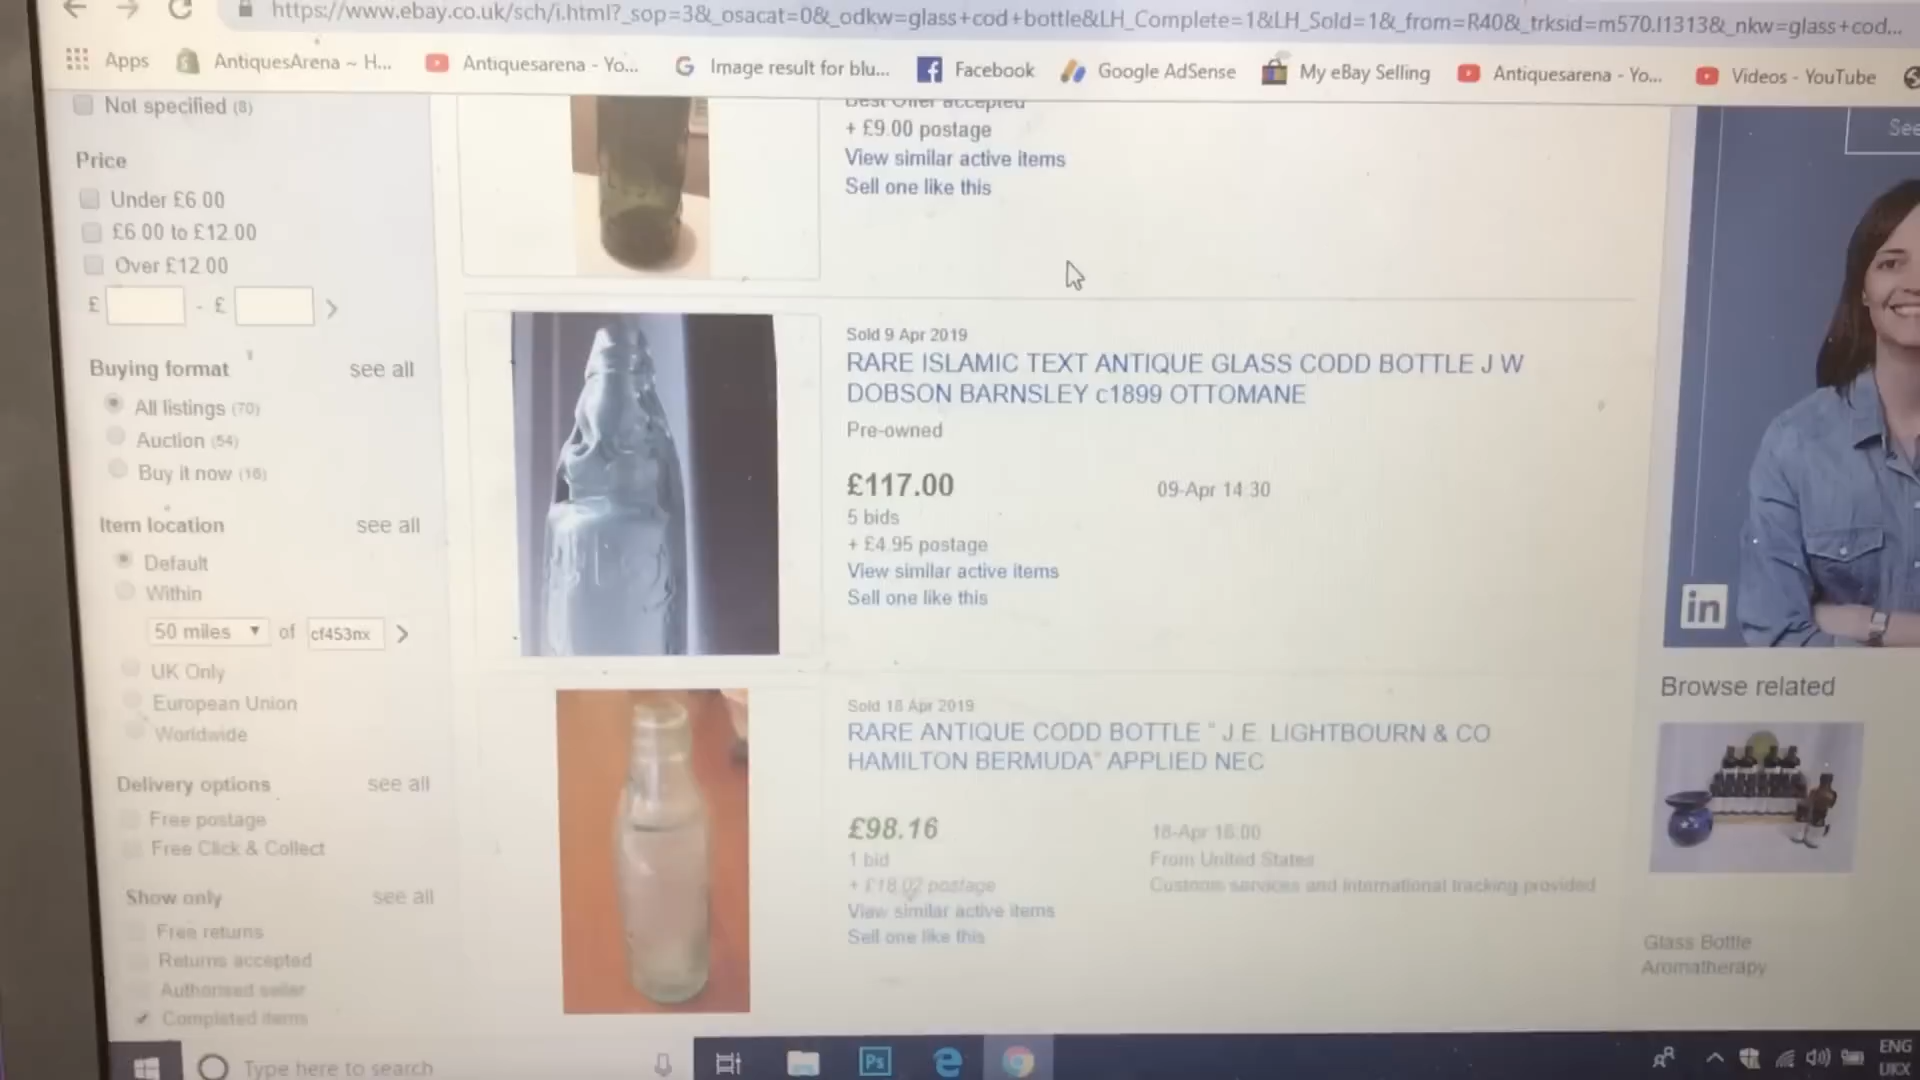 https://www.ebay.co.uk/sch/i.html?_sop=3&_osacat=0&_odkw=glass+cod+bottle&LH_Complete=1&LH_Sold=1&_from=R40&_trksid=m570.l1313&_nkw=glass+cod...
Apps AntiquesArena ~ H... Antiquesarena - Yo... Image result for blu... Facebook Google AdSense My eBay Selling Antiquesarena - Yo... Videos - YouTube
Not specified (8)
Price
Under £6.00
£6.00 to £12.00
Over £12.00
£ - £
Buying format see all
All listings (70)
Auction (54)
Buy it now (16)
Item location see all
Default
Within
50 miles of cf453nx
UK Only
European Union
Worldwide
Delivery options see all
Free postage
Free Click & Collect
Show only see all
Free returns
Returns accepted
Authorised seller
Completed items
Best Offer accepted
+ £9.00 postage
View similar active items
Sell one like this
Sold 9 Apr 2019
RARE ISLAMIC TEXT ANTIQUE GLASS CODD BOTTLE J W
DOBSON BARNSLEY c1899 OTTOMANE
Pre-owned
£117.00 09-Apr 14:30
5 bids
+ £4.95 postage
View similar active items
Sell one like this
Sold 18 Apr 2019
RARE ANTIQUE CODD BOTTLE " J.E. LIGHTBOURN & CO
HAMILTON BERMUDA" APPLIED NEC
£98.16 18-Apr 16:00
1 bid From United States
+ £18.02 postage Customs services and international tracking provided
View similar active items
Sell one like this
See
in
Browse related
Glass Bottle
Aromatherapy
Type here to search
Ps
ENG
UKX